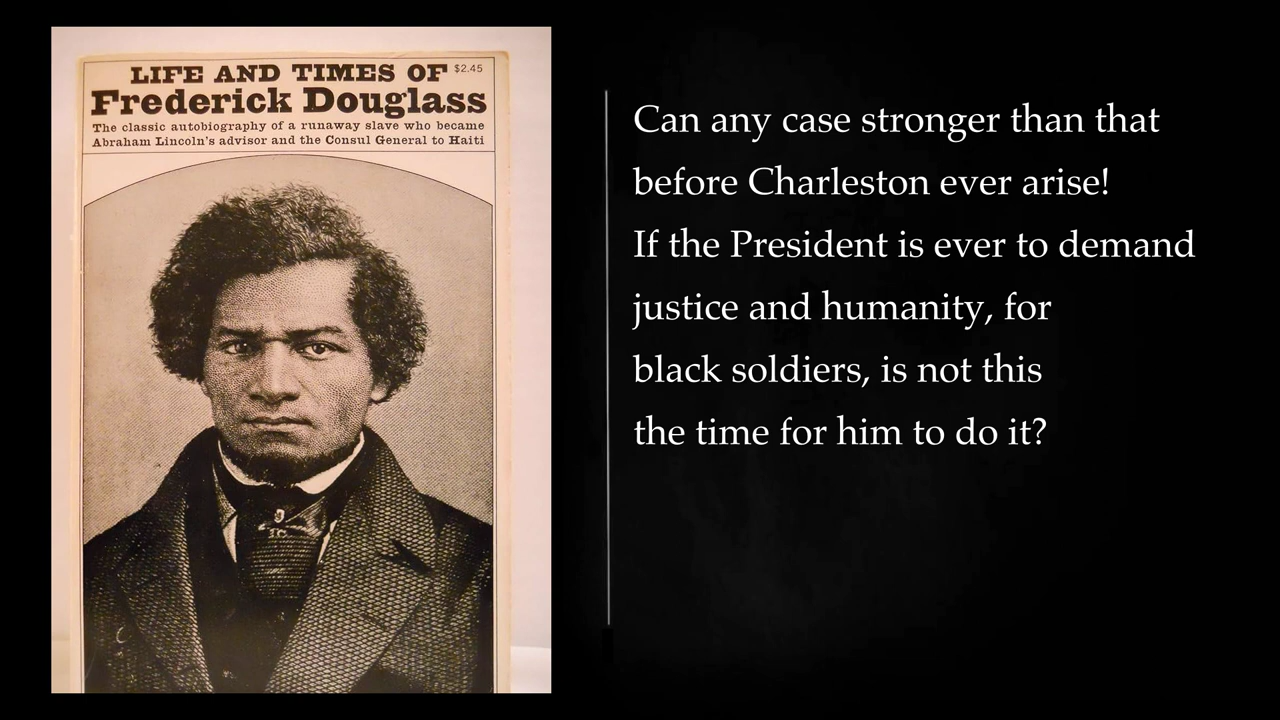 LIFE AND TIMES OF $2.45
Frederick Douglass
The classic autobiography of a runaway slave who became
Abraham Lincoln's advisor and the Consul General to Haiti
Can any case stronger than that
before Charleston ever arise!
If the President is ever to demand
justice and humanity, for
black soldiers, is not this
the time for him to do it?